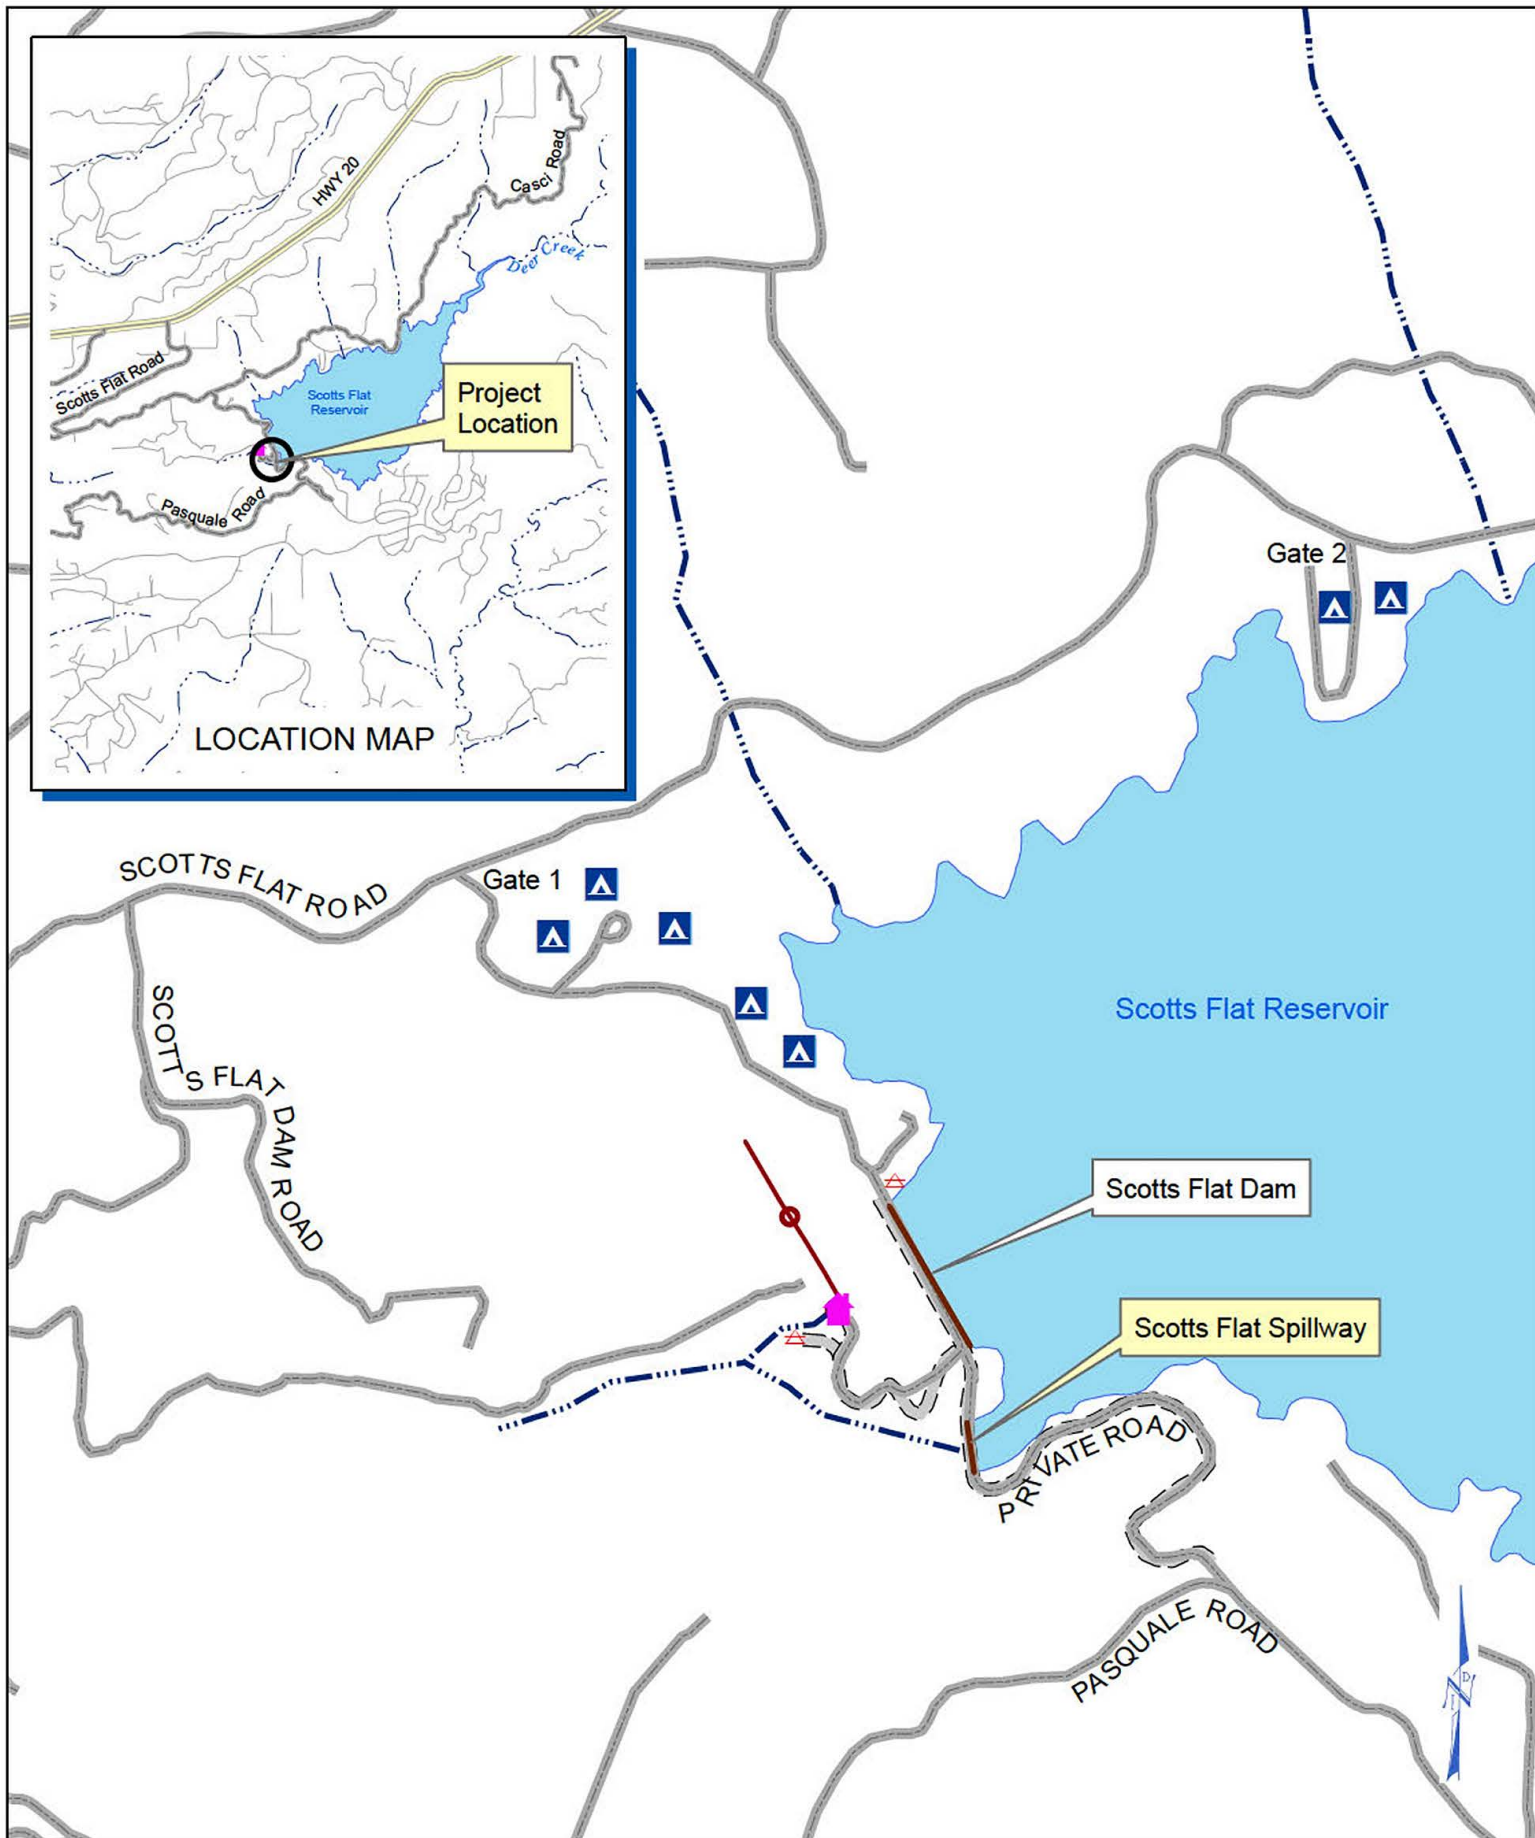 HWY 20
Casci Road
Deer Creek
Scotts Flat Road
Scotts Flat
Reservoir
Project
Location
Pasquale Road
LOCATION MAP
Gate 2
SCOTTS FLAT ROAD
Gate 1
SCOTTS FLAT DAM ROAD
Scotts Flat Reservoir
Scotts Flat Dam
Scotts Flat Spillway
PRIVATE ROAD
PASQUALE ROAD
N I D